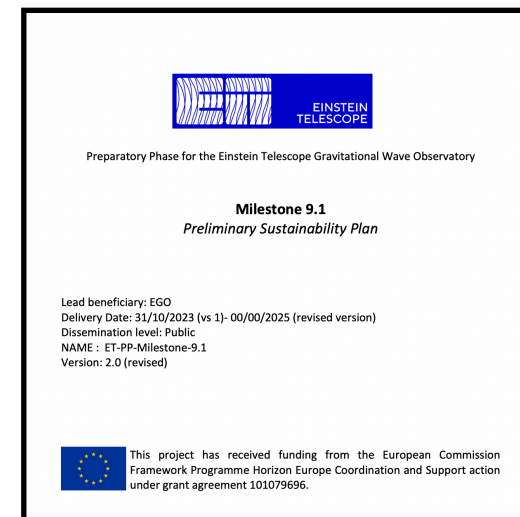 EINSTEIN
TELESCOPE
Preparatory Phase for the Einstein Telescope Gravitational Wave Observatory
Milestone 9.1
Preliminary Sustainability Plan
Lead beneficiary: EGO
Delivery Date: 31/10/2023 (vs 1)- 00/00/2025 (revised version)
Dissemination level: Public
NAME : ET-PP-Milestone-9.1
Version: 2.0 (revised)
This project has received funding from the European Commission
Framework Programme Horizon Europe Coordination and Support action
under grant agreement 101079696.